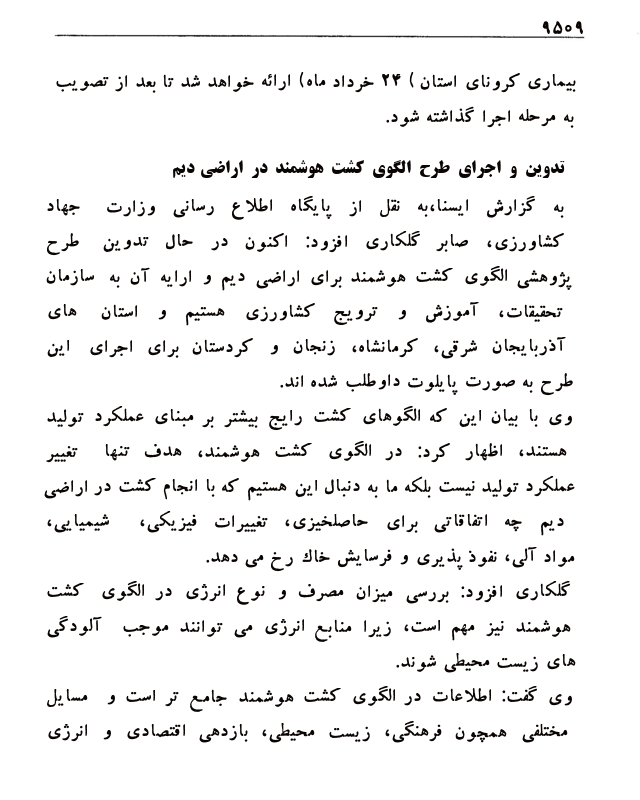 ۹۵۰۹
بیماری کرونای استان ) ۲۴ خرداد ماه) ارائه خواهد شد تا بعد از تصویب
به مرحله اجرا گذاشته شود.
تدوین و اجرای طرح الگوی کشت هوشمند در اراضی دیم
به گزارش ایسنا،به نقل از پایگاه اطلاع رسانی وزارت جهاد
کشاورزی، صابر گلکاری افزود: اکنون در حال تدوین طرح
پژوهشی الگوی کشت هوشمند برای اراضی دیم و ارایه آن به سازمان
تحقیقات، آموزش و ترویج کشاورزی هستیم و استان های
آذربایجان شرقی، کرمانشاه، زنجان و کردستان برای اجرای این
طرح به صورت پایلوت داوطلب شده اند.
وی با بیان این که الگوهای کشت رایج بیشتر بر مبنای عملکرد تولید
هستند، اظهار کرد: در الگوی کشت هوشمند، هدف تنها تغییر
عملکرد تولید نیست بلکه ما به دنبال این هستیم که با انجام کشت در اراضی
دیم چه اتفاقاتی برای حاصلخیزی، تغییرات فیزیکی، شیمیایی،
مواد آلی، نفوذ پذیری و فرسایش خاك رخ می دهد.
گلکاری افزود: بررسی میزان مصرف و نوع انرژی در الگوی کشت
هوشمند نیز مهم است، زیرا منابع انرژی می توانند موجب آلودگی
های زیست محیطی شوند.
وی گفت: اطلاعات در الگوی کشت هوشمند جامع تر است و مسایل
مختلفی همچون فرهنگی، زیست محیطی، بازدهی اقتصادی و انرژی